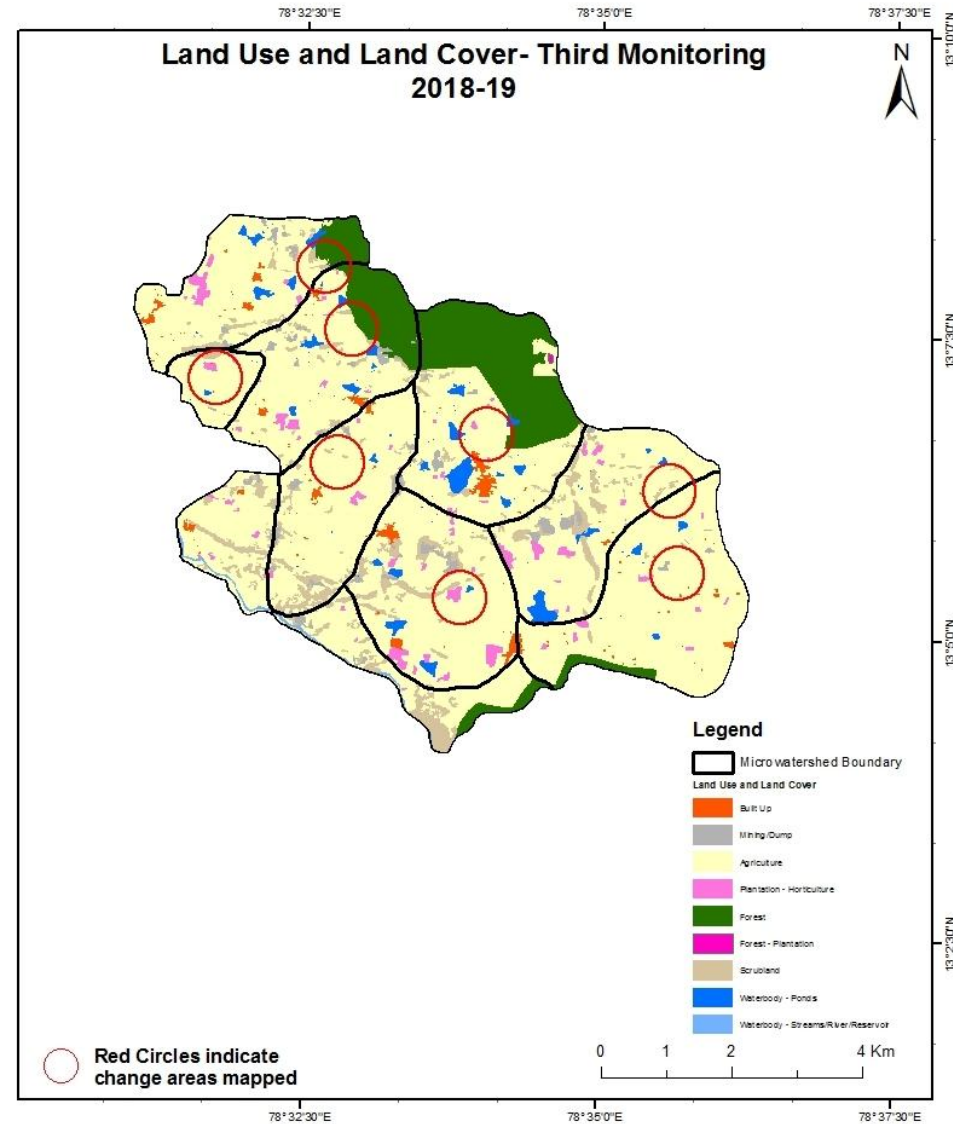 78°32'30"E 78°35'0"E 78°37'30"E
13°10'0"N
Land Use and Land Cover- Third Monitoring
2018-19
N
13°7'30"N
13°5'0"N
Legend
Microwatershed Boundary
Land Use and Land Cover
Built Up
Mining/Dump
Agriculture
Plantation - Horticulture
Forest
Forest - Plantation
Scrubland
Waterbody - Ponds
Waterbody - Streams/River/Reservoir
13°2'30"N
Red Circles indicate
change areas mapped
0 1 2 4 Km
78°32'30"E 78°35'0"E 78°37'30"E